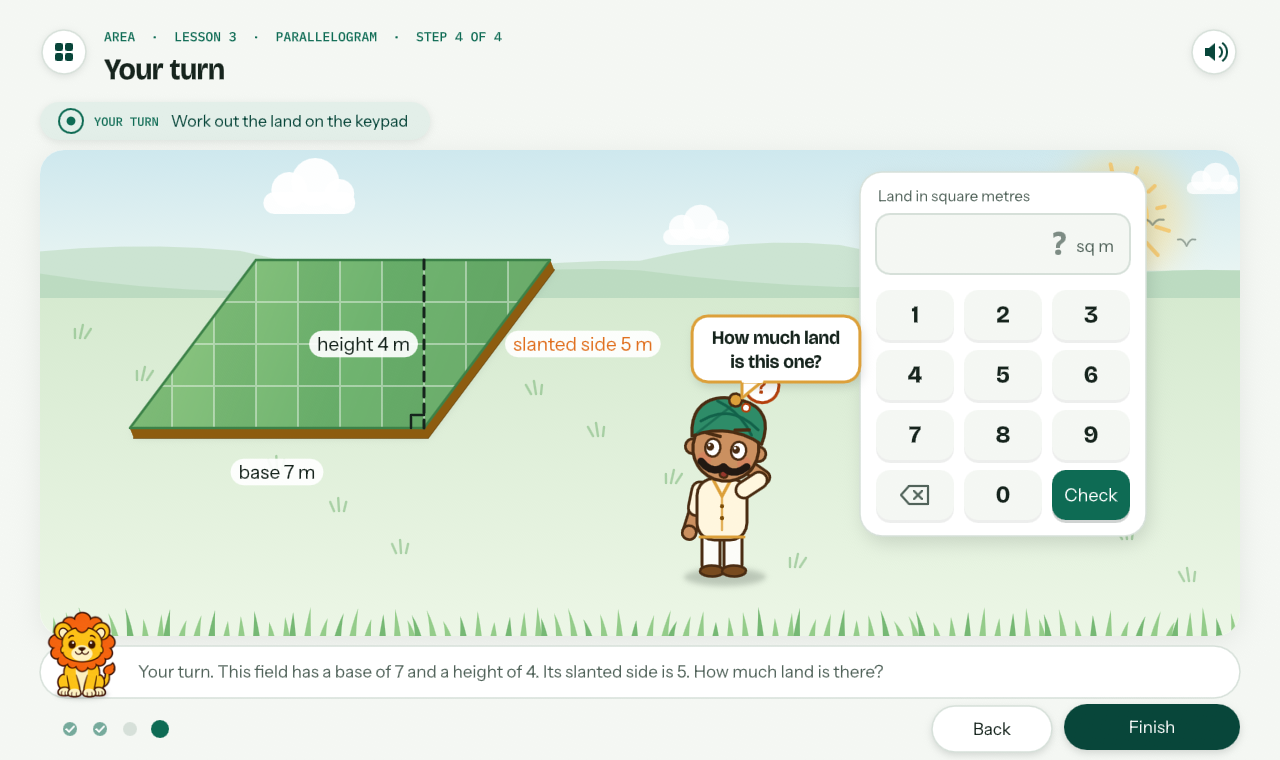 AREA · LESSON 3 · PARALLELOGRAM · STEP 4 OF 4
Your turn
YOUR TURN Work out the land on the keypad
Land in square metres
? sq m
1 2 3
4 5 6
7 8 9
0 Check
height 4 m
slanted side 5 m
base 7 m
How much land
is this one?
?
Your turn. This field has a base of 7 and a height of 4. Its slanted side is 5. How much land is there?
Back
Finish